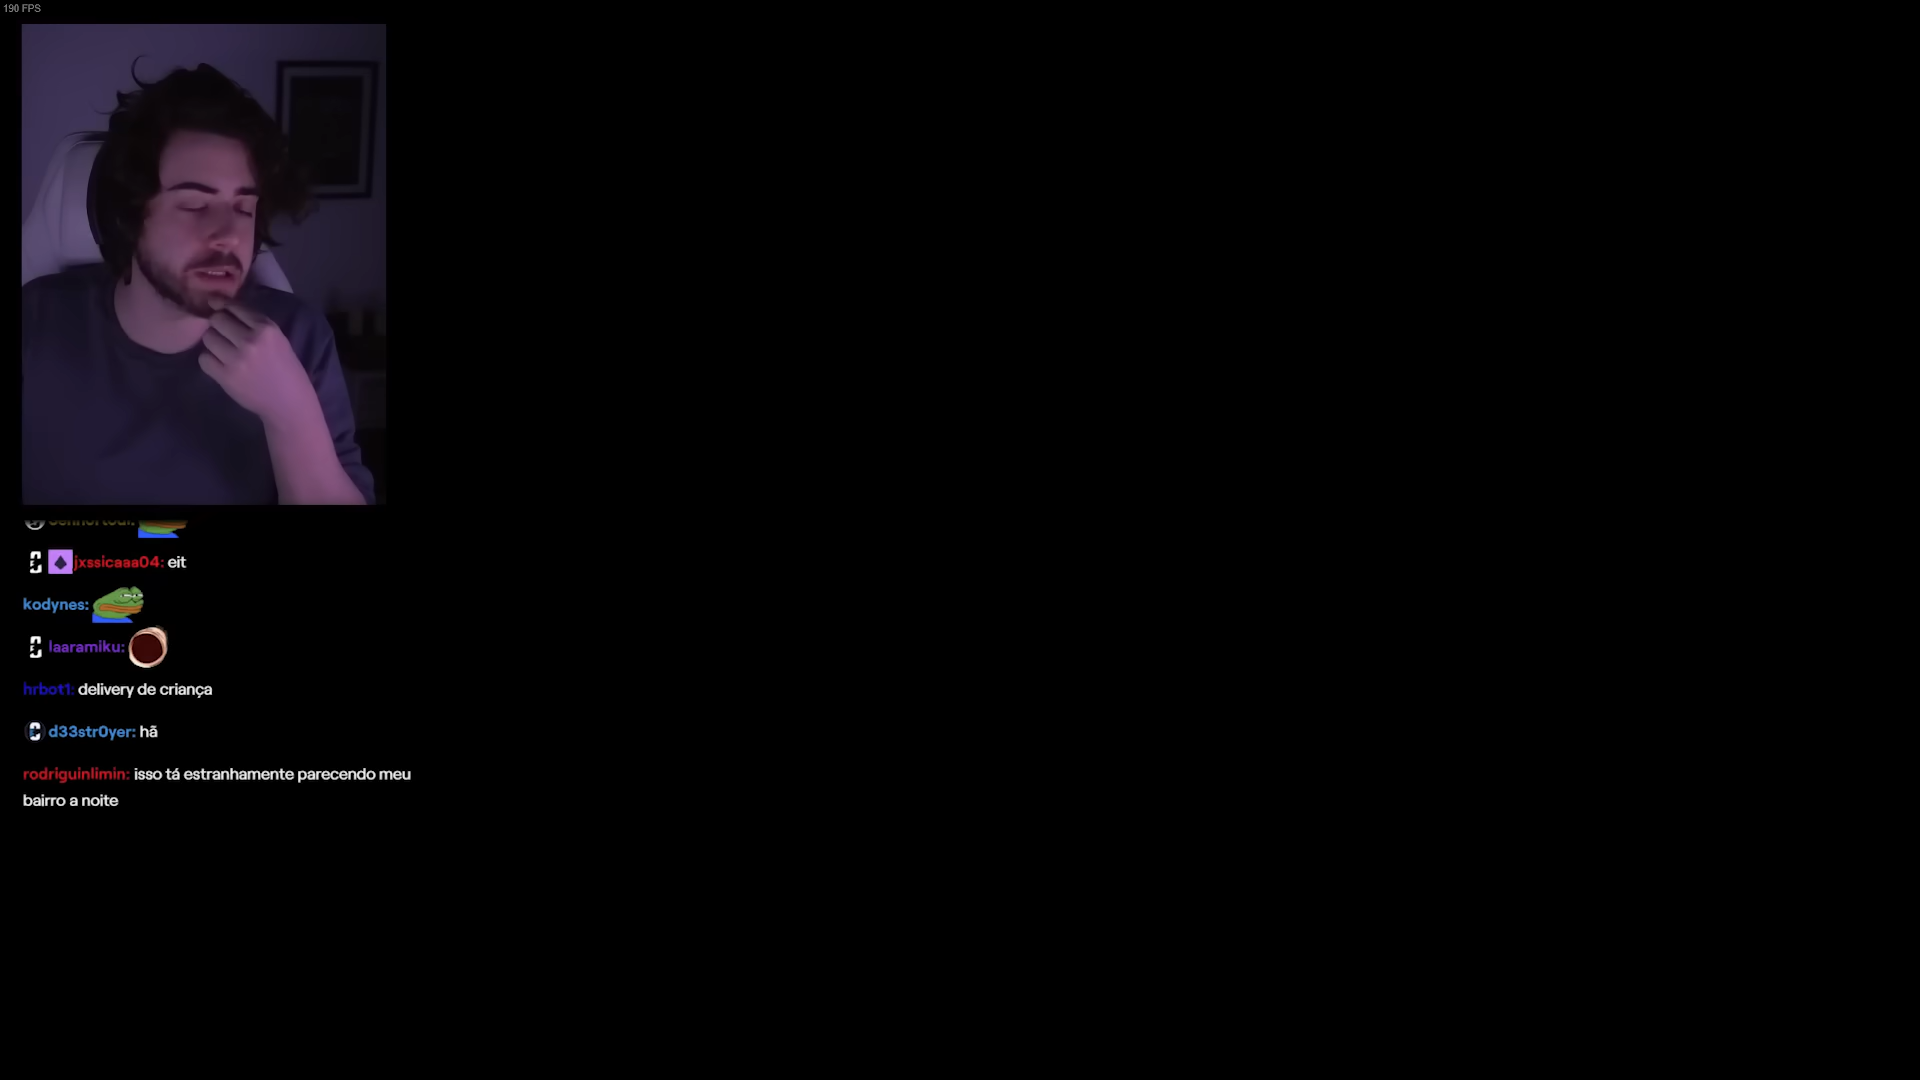 190 FPS
jxssicaaa04: eit
kodynes:
laaramiku:
hrbot1: delivery de criança
d33str0yer: hã
rodriguinlimin: isso tá estranhamente parecendo meu
bairro a noite